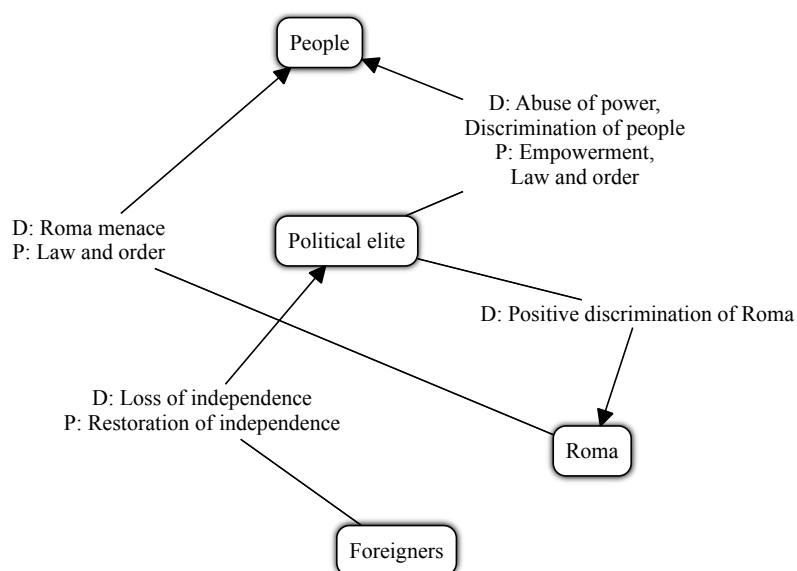 People
D: Abuse of power,
Discrimination of people
P: Empowerment,
Law and order
D: Roma menace
P: Law and order
Political elite
D: Positive discrimination of Roma
D: Loss of independence
P: Restoration of independence
Roma
Foreigners